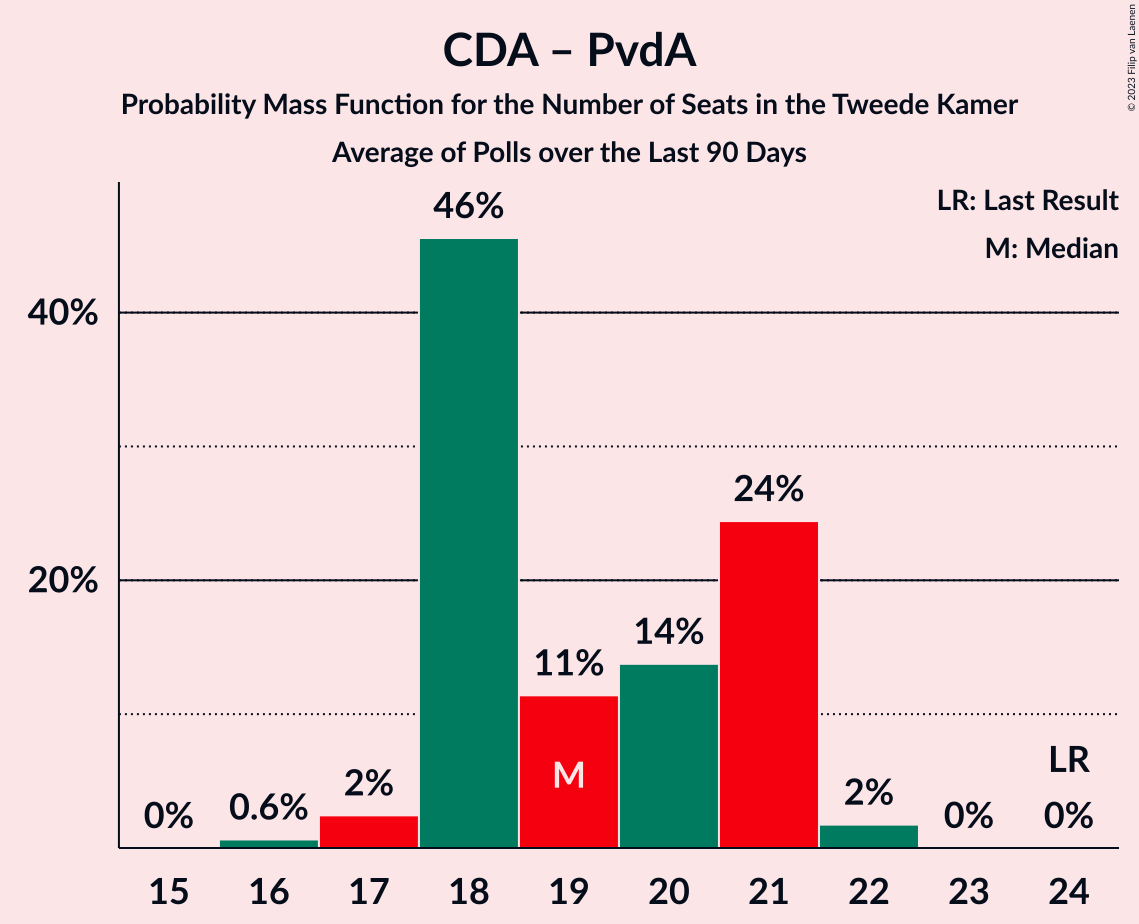 CDA – PvdA
Probability Mass Function for the Number of Seats in the Tweede Kamer
Average of Polls over the Last 90 Days
© 2023 Filip van Laenen
LR: Last Result
M: Median
40%
20%
0%
0.6%
2%
46%
11%
M
14%
24%
2%
0%
LR
0%
15 16 17 18 19 20 21 22 23 24